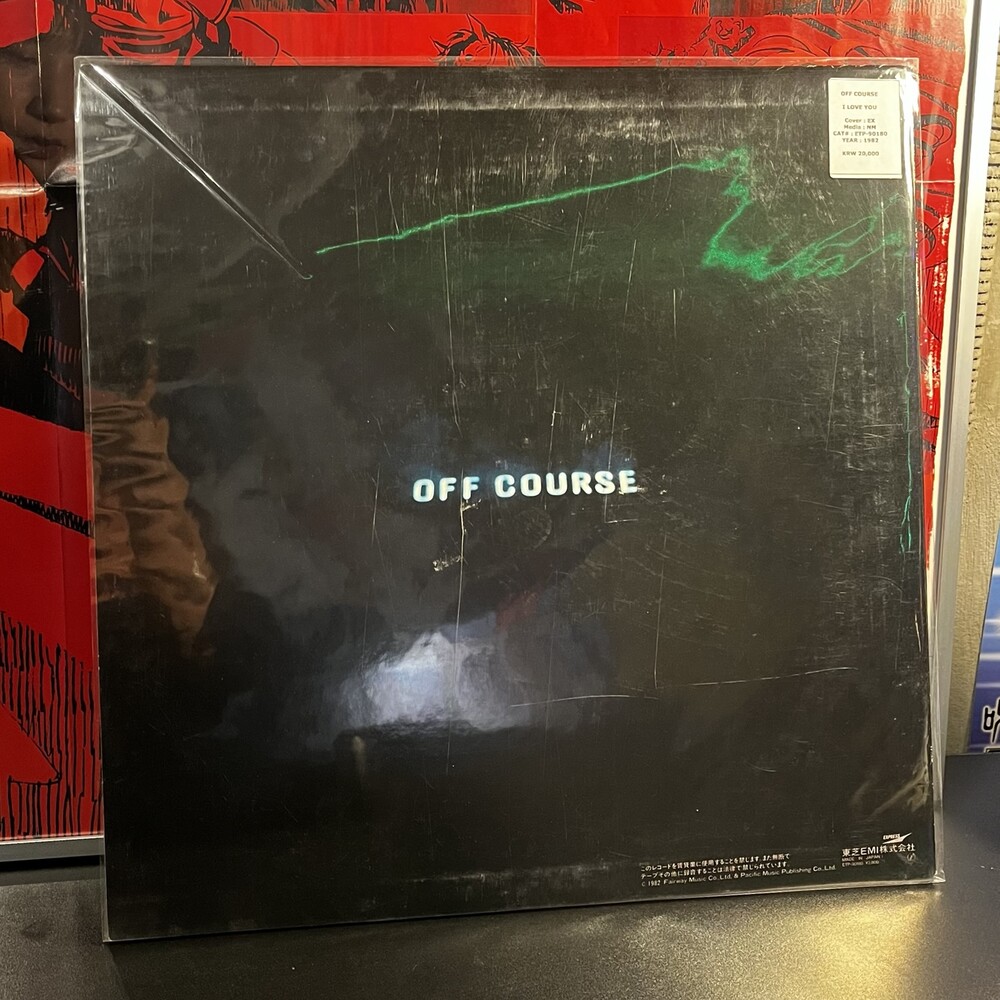 OFF COURSE
I LOVE YOU
Cover : EX
Media : NM
CAT# : ETP-90180
YEAR : 1982
KRW 20,000
OFF COURSE
EXPRESS
東芝EMI株式会社
MADE IN JAPAN
このレコードを賃貸業に使用することを禁じます。また無断で
テープその他に録音することは法律で禁じられています。
© 1982 Fairway Music Co.,Ltd. & Pacific Music Publishing Co.,Ltd.